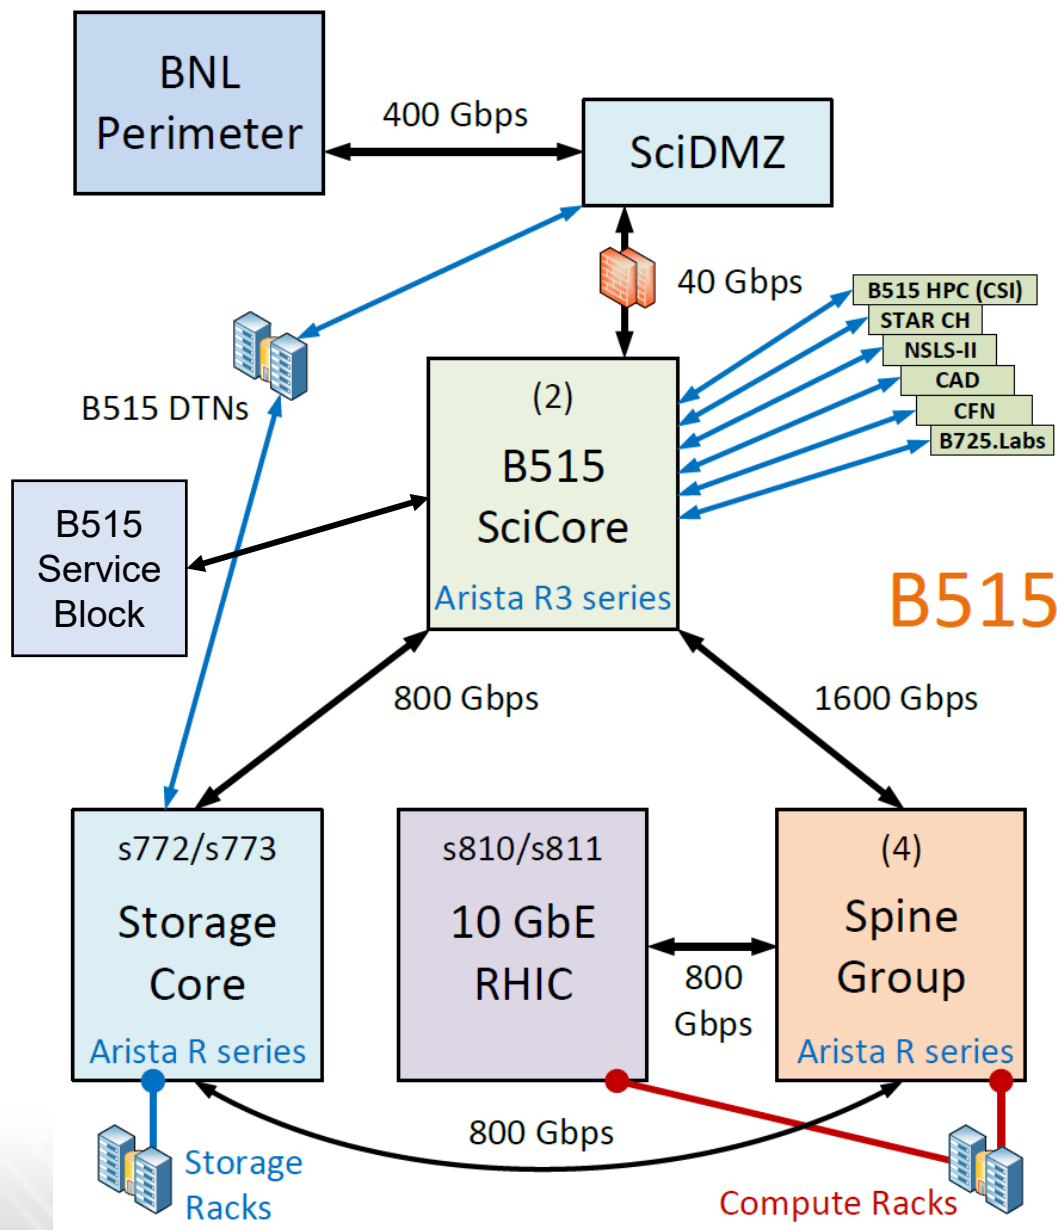 BNL
Perimeter
400 Gbps
SciDMZ
40 Gbps
B515 HPC (CSI)
STAR CH
NSLS-II
CAD
CFN
B725.Labs
B515 DTNs
(2)
B515
SciCore
Arista R3 series
B515
Service
Block
B515
800 Gbps
1600 Gbps
s772/s773
Storage
Core
Arista R series
s810/s811
10 GbE
RHIC
800
Gbps
(4)
Spine
Group
Arista R series
800 Gbps
Storage
Racks
Compute Racks